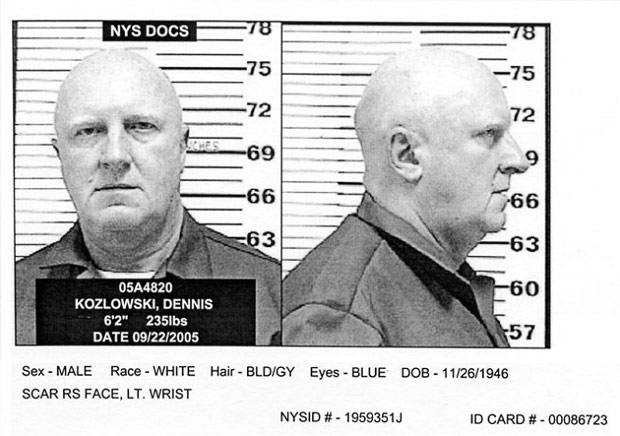 NYS DOCS
78
75
72
69
66
63
INCHES
05A4820
KOZLOWSKI, DENNIS
6'2" 235lbs
DATE 09/22/2005
78
75
72
9
66
63
60
57
Sex - MALE Race - WHITE Hair - BLD/GY Eyes - BLUE DOB - 11/26/1946
SCAR RS FACE, LT. WRIST
NYSID # - 1959351J ID CARD # - 00086723